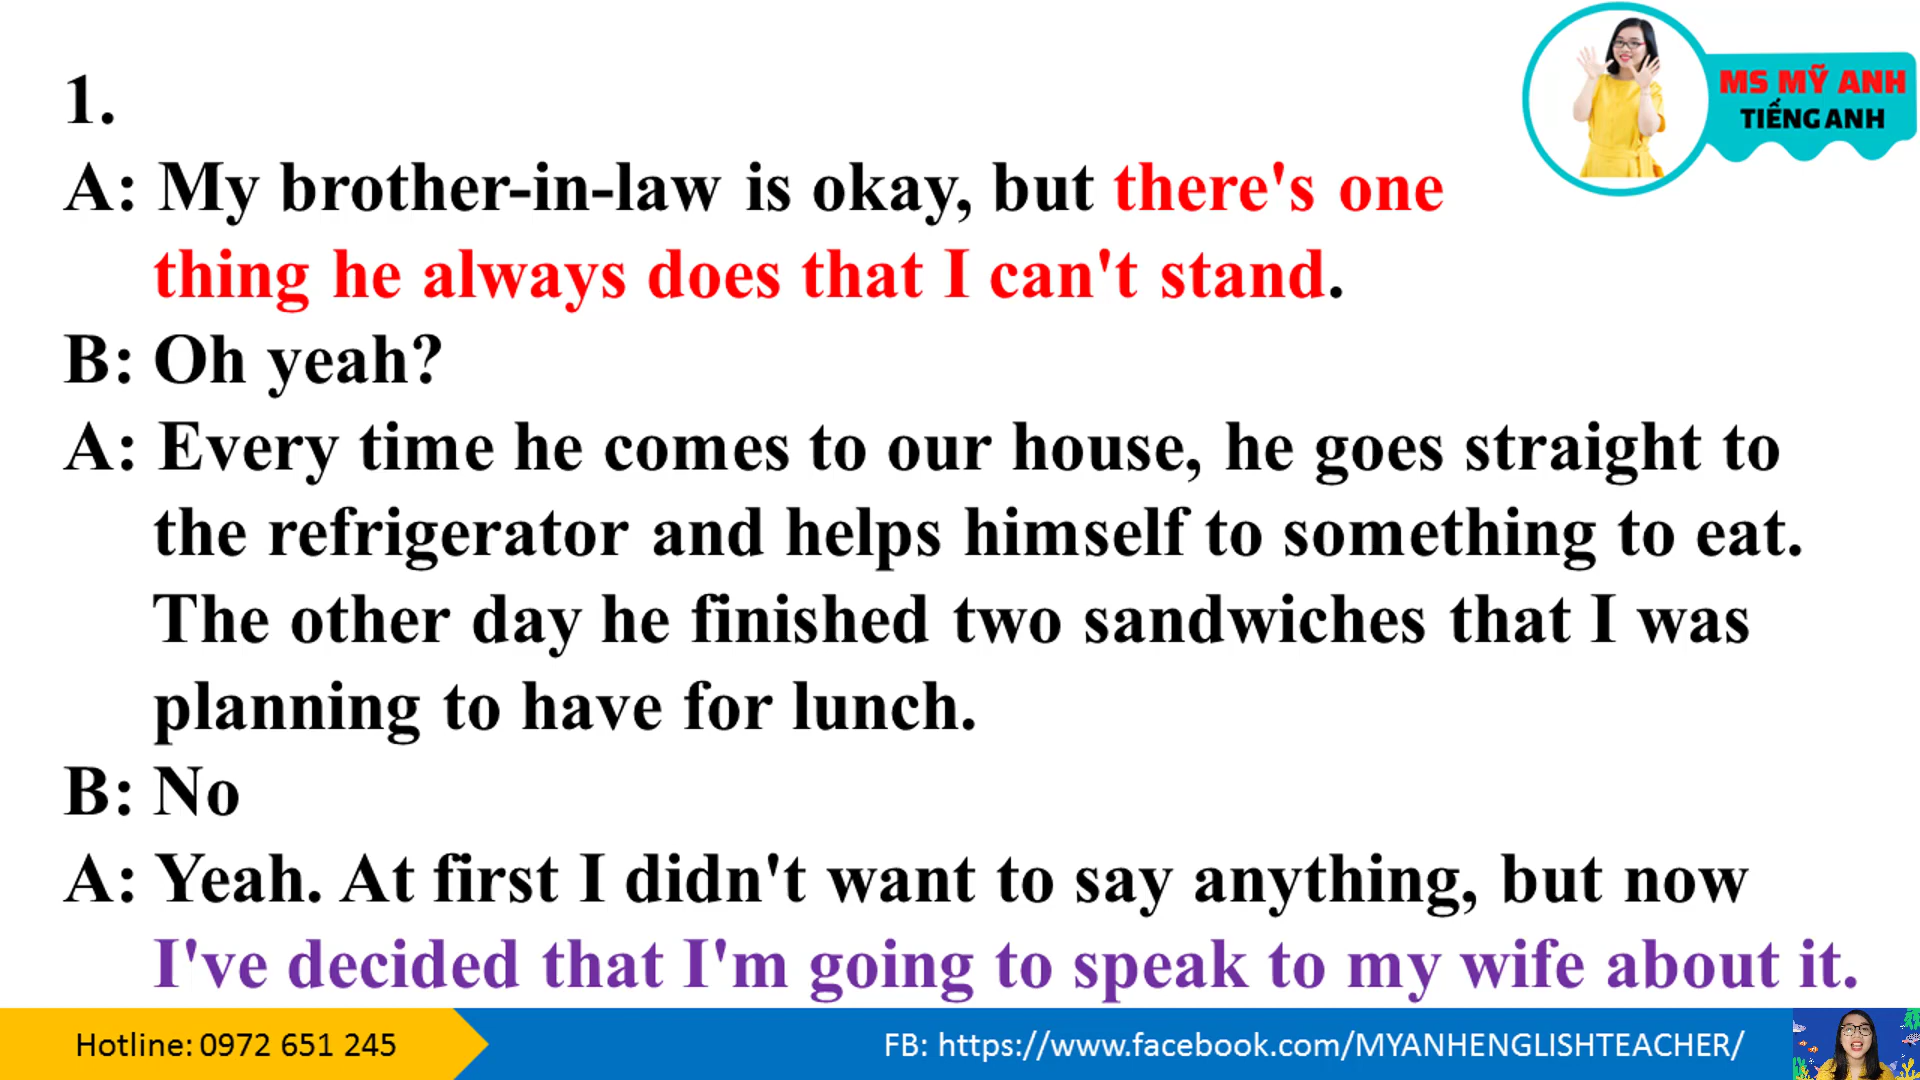 MS MỸ ANH
TIẾNG ANH
1.
A: My brother-in-law is okay, but there's one
thing he always does that I can't stand.
B: Oh yeah?
A: Every time he comes to our house, he goes straight to
the refrigerator and helps himself to something to eat.
The other day he finished two sandwiches that I was
planning to have for lunch.
B: No
A: Yeah. At first I didn't want to say anything, but now
I've decided that I'm going to speak to my wife about it.
Hotline: 0972 651 245
FB: https://www.facebook.com/MYANHENGLISHTEACHER/